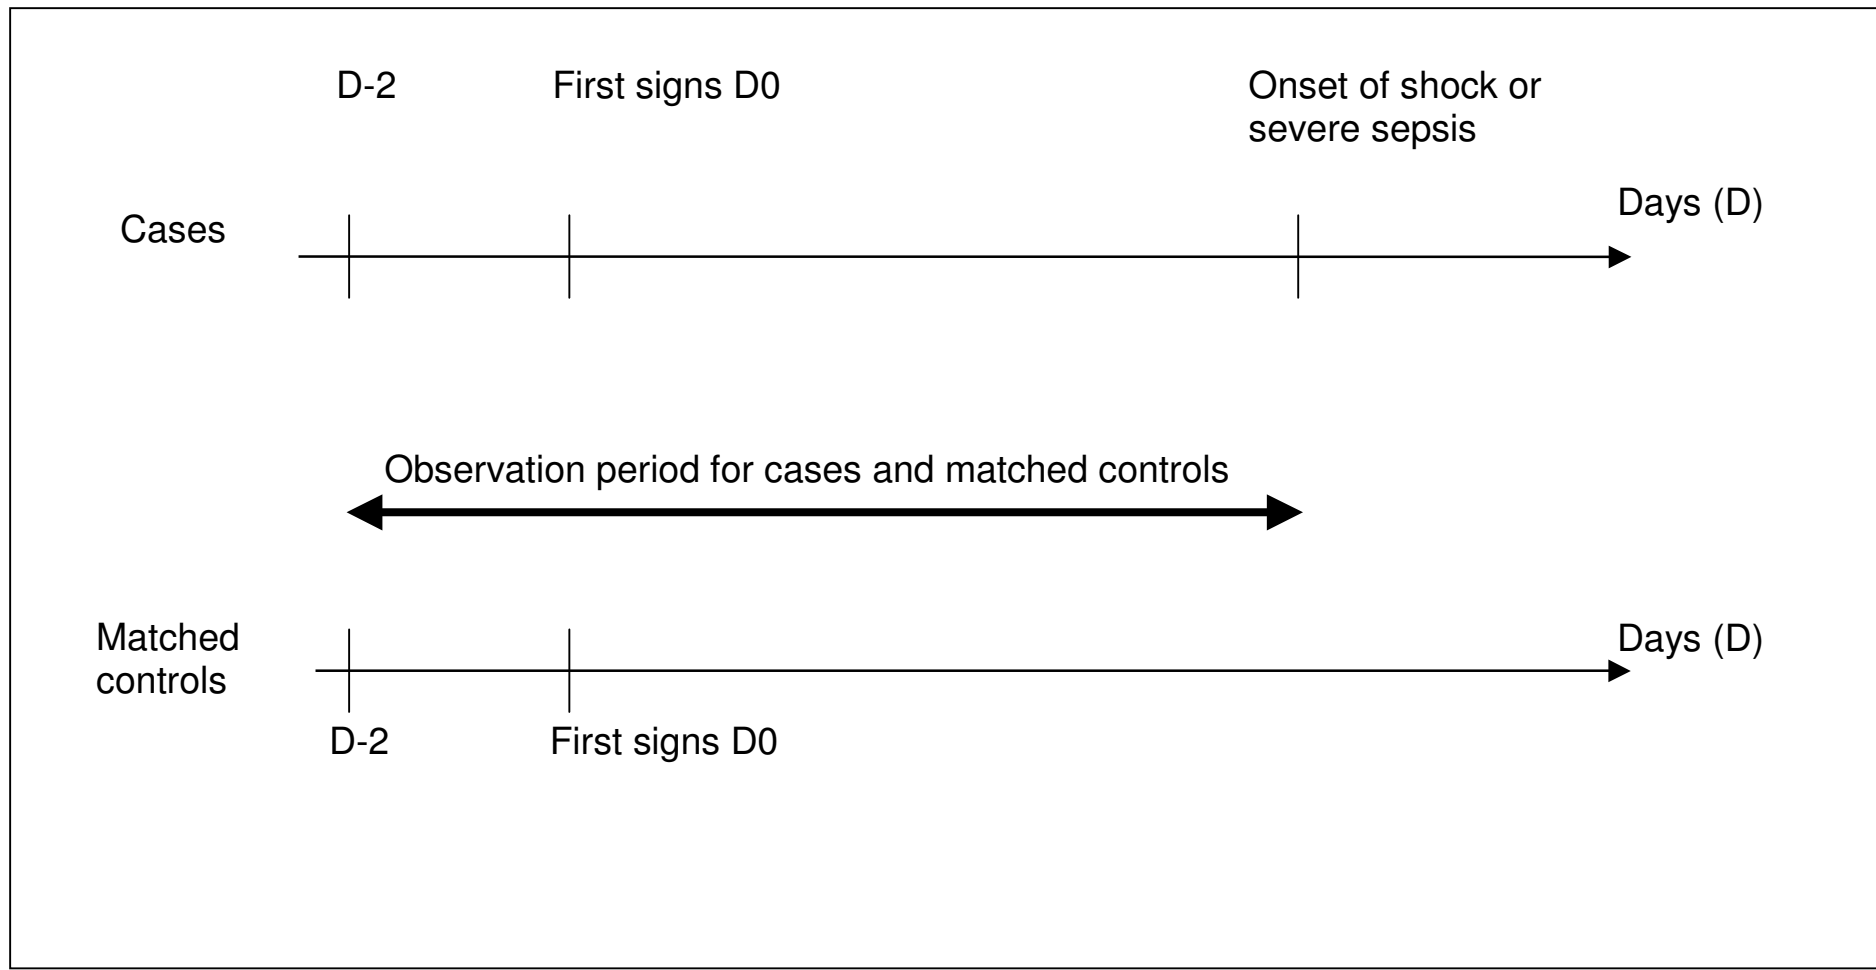 D-2
First signs D0
Onset of shock or
severe sepsis
Days (D)
Cases
Observation period for cases and matched controls
Matched
controls
Days (D)
D-2
First signs D0